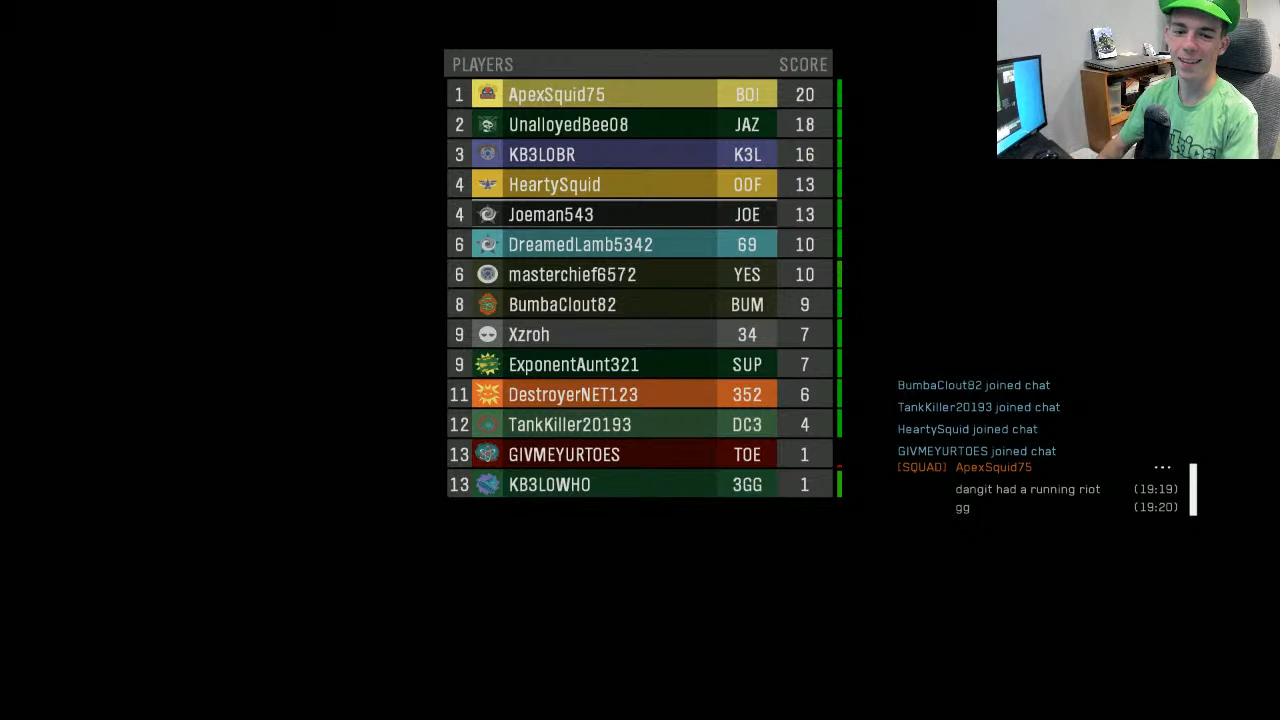 PLAYERS SCORE
1 ApexSquid75 BOI 20
2 UnalloyedBee08 JAZ 18
3 KB3LOBR K3L 16
4 HeartySquid OOF 13
4 Joeman543 JOE 13
6 DreamedLamb5342 69 10
6 masterchief6572 YES 10
8 BumbaClout82 BUM 9
9 Xzroh 34 7
9 ExponentAunt321 SUP 7
11 DestroyerNET123 352 6
12 TankKiller20193 DC3 4
13 GIVMEYURTOES TOE 1
13 KB3LOWHO 3GG 1
BumbaClout82 joined chat
TankKiller20193 joined chat
HeartySquid joined chat
GIVMEYURTOES joined chat
[SQUAD] ApexSquid75 ...
dangit had a running riot (19:19)
gg (19:20)